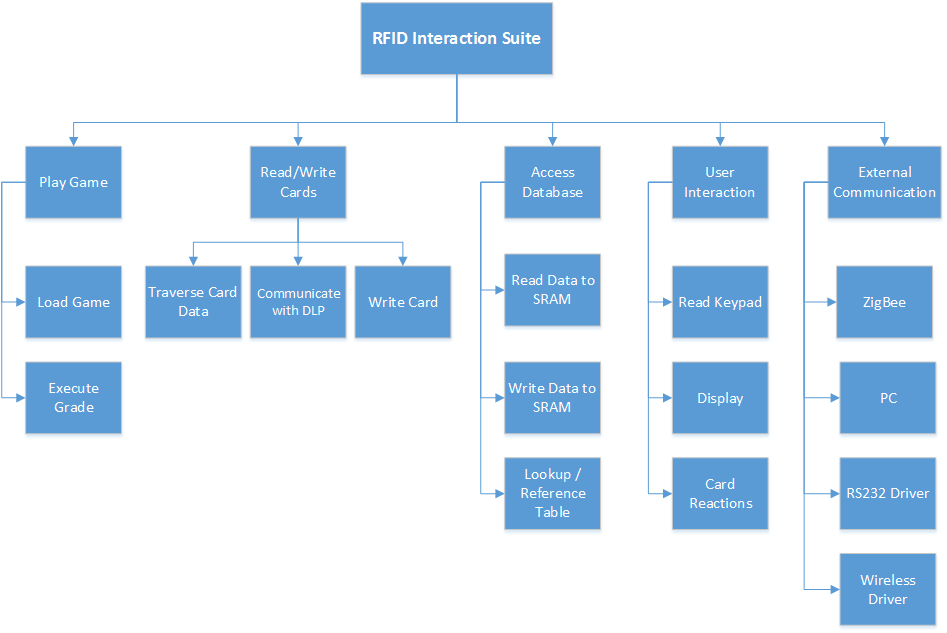 RFID Interaction Suite
Play Game
Read/Write
Cards
Access
Database
User
Interaction
External
Communication
Load Game
Traverse Card
Data
Communicate
with DLP
Write Card
Read Data to
SRAM
Read Keypad
ZigBee
Execute
Grade
Write Data to
SRAM
Display
PC
Lookup /
Reference
Table
Card
Reactions
RS232 Driver
Wireless
Driver